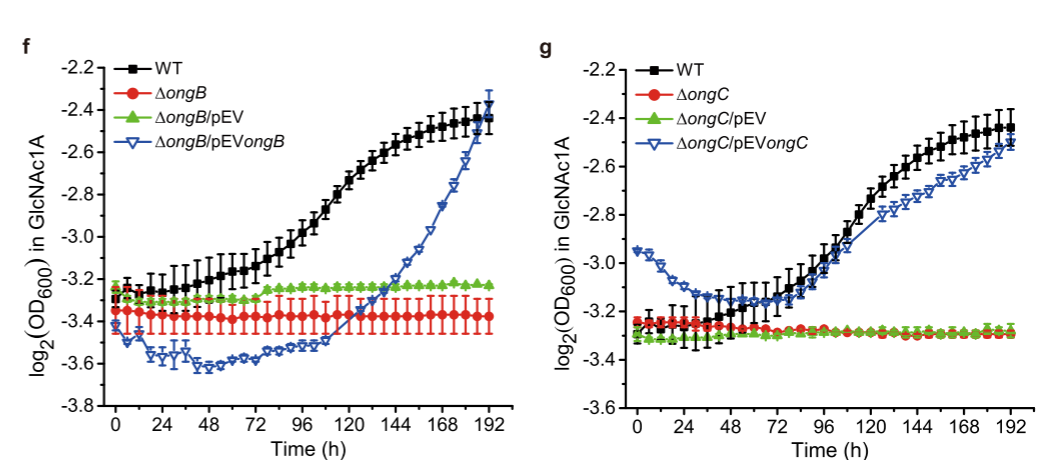 f
log2(OD600) in GlcNAc1A
-2.2
-2.4
-2.6
-2.8
-3.0
-3.2
-3.4
-3.6
-3.8
WT
ΔongB
ΔongB/pEV
ΔongB/pEVongB
0 24 48 72 96 120 144 168 192
Time (h)
g
log2(OD600) in GlcNAc1A
-2.2
-2.4
-2.6
-2.8
-3.0
-3.2
-3.4
-3.6
WT
ΔongC
ΔongC/pEV
ΔongC/pEVongC
0 24 48 72 96 120 144 168 192
Time (h)